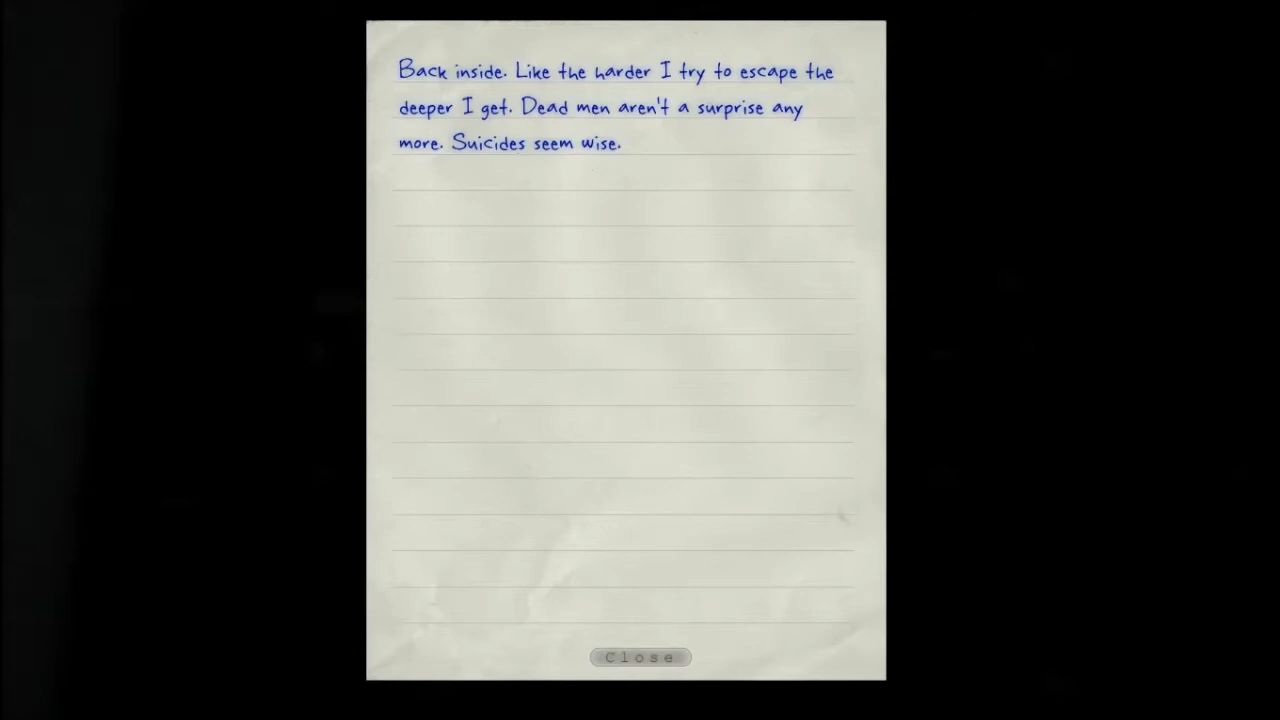 Back inside. Like the harder I try to escape the
deeper I get. Dead men aren't a surprise any
more. Suicides seem wise.
Close